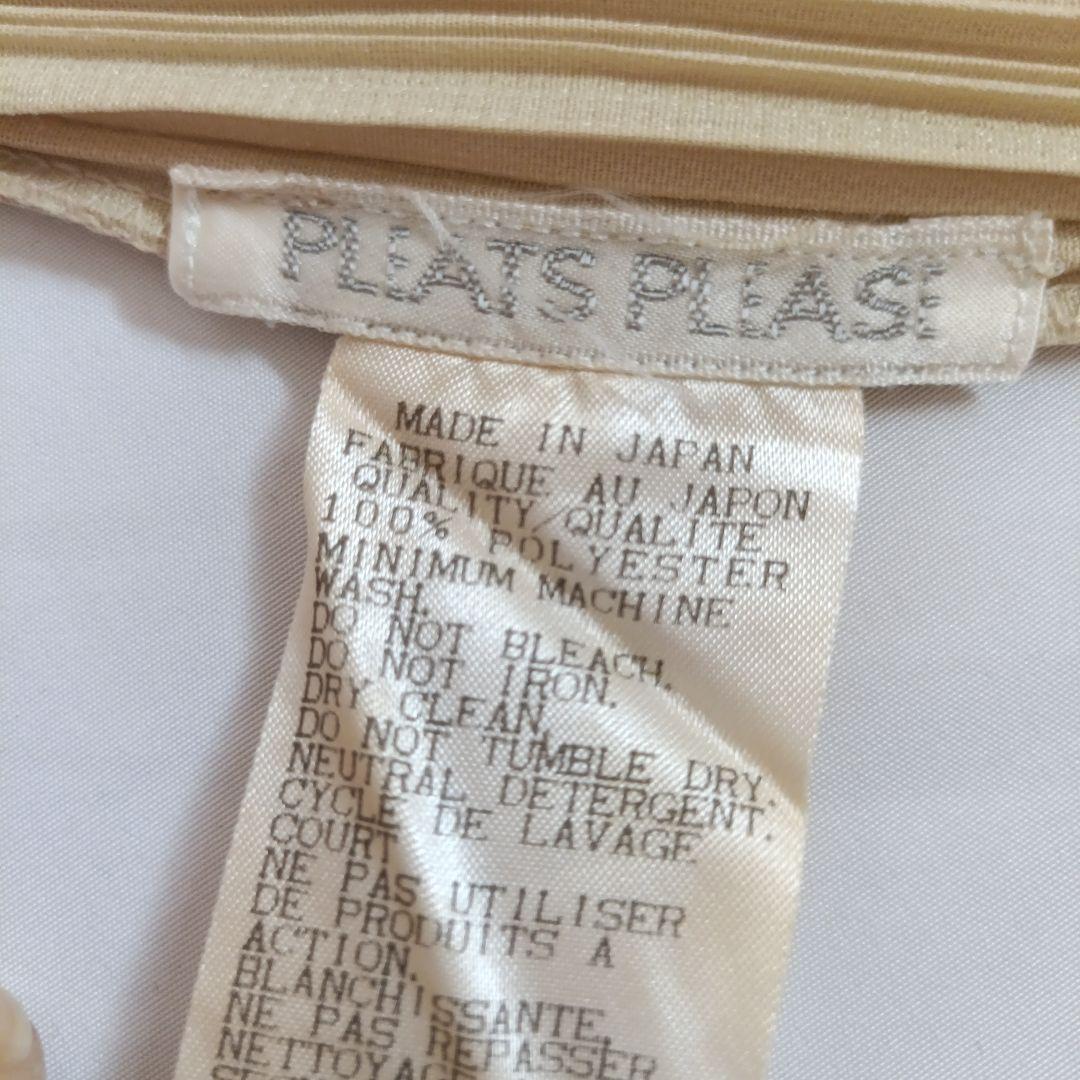 PLEATS PLEASE
MADE IN JAPAN
FABRIQUE AU JAPON
QUALITY/QUALITE
100% POLYESTER
MINIMUM MACHINE
WASH.
DO NOT BLEACH.
DO NOT IRON.
DRY CLEAN,
DO NOT TUMBLE DRY.
NEUTRAL DETERGENT.
CYCLE DE LAVAGE
COURT
NE PAS UTILISER
DE PRODUITS A
ACTION.
BLANCHISSANTE,
NE PAS REPASSER
NETTOYAGE